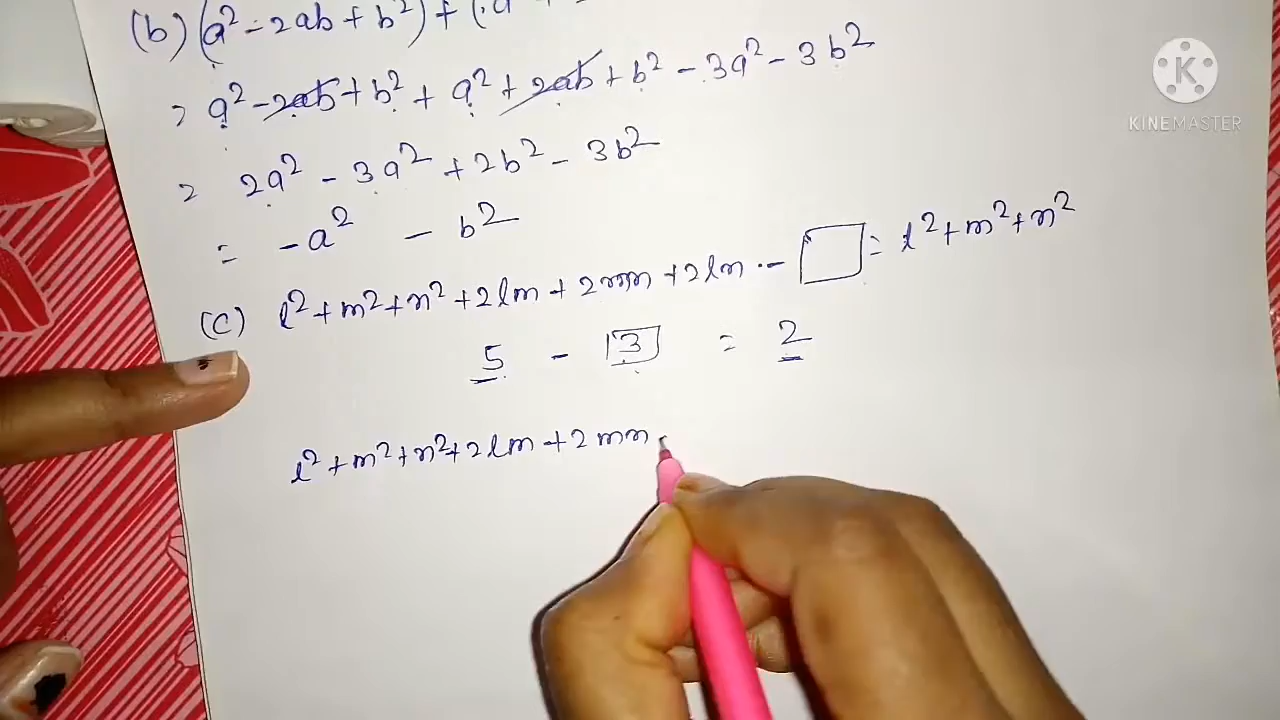 (b) (a² - 2ab + b²) + (a²
= a² - 2ab + b² + a² + 2ab + b² - 3a² - 3b²
= 2a² - 3a² + 2b² - 3b²
= -a² - b²
(c) l² + m² + n² + 2lm + 2mn + 2ln - □ = l² + m² + n²
5 - 3 = 2
l² + m² + n² + 2lm + 2mn
KINEMASTER